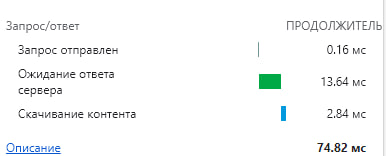 Запрос/ответ ПРОДОЛЖИТЕЛ
Запрос отправлен 0.16 мс
Ожидание ответа 13.64 мс
сервера
Скачивание контента 2.84 мс
Описание 74.82 мс